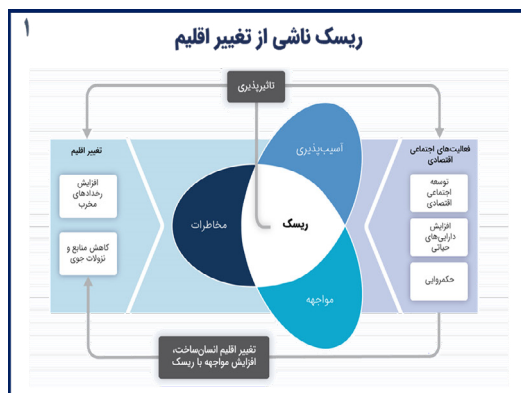 ۱
ریسک ناشی از تغییر اقلیم
تاثیرپذیری
فعالیت‌های اجتماعی
اقتصادی
توسعه
اجتماعی
اقتصادی
افزایش
دارایی‌های
حیاتی
حکمروایی
آسیب‌پذیری
ریسک
مخاطرات
مواجهه
تغییر اقلیم
افزایش
رخدادهای
مخرب
کاهش منابع و
نزولات جوی
تغییر اقلیم انسان‌ساخت،
افزایش مواجهه با ریسک